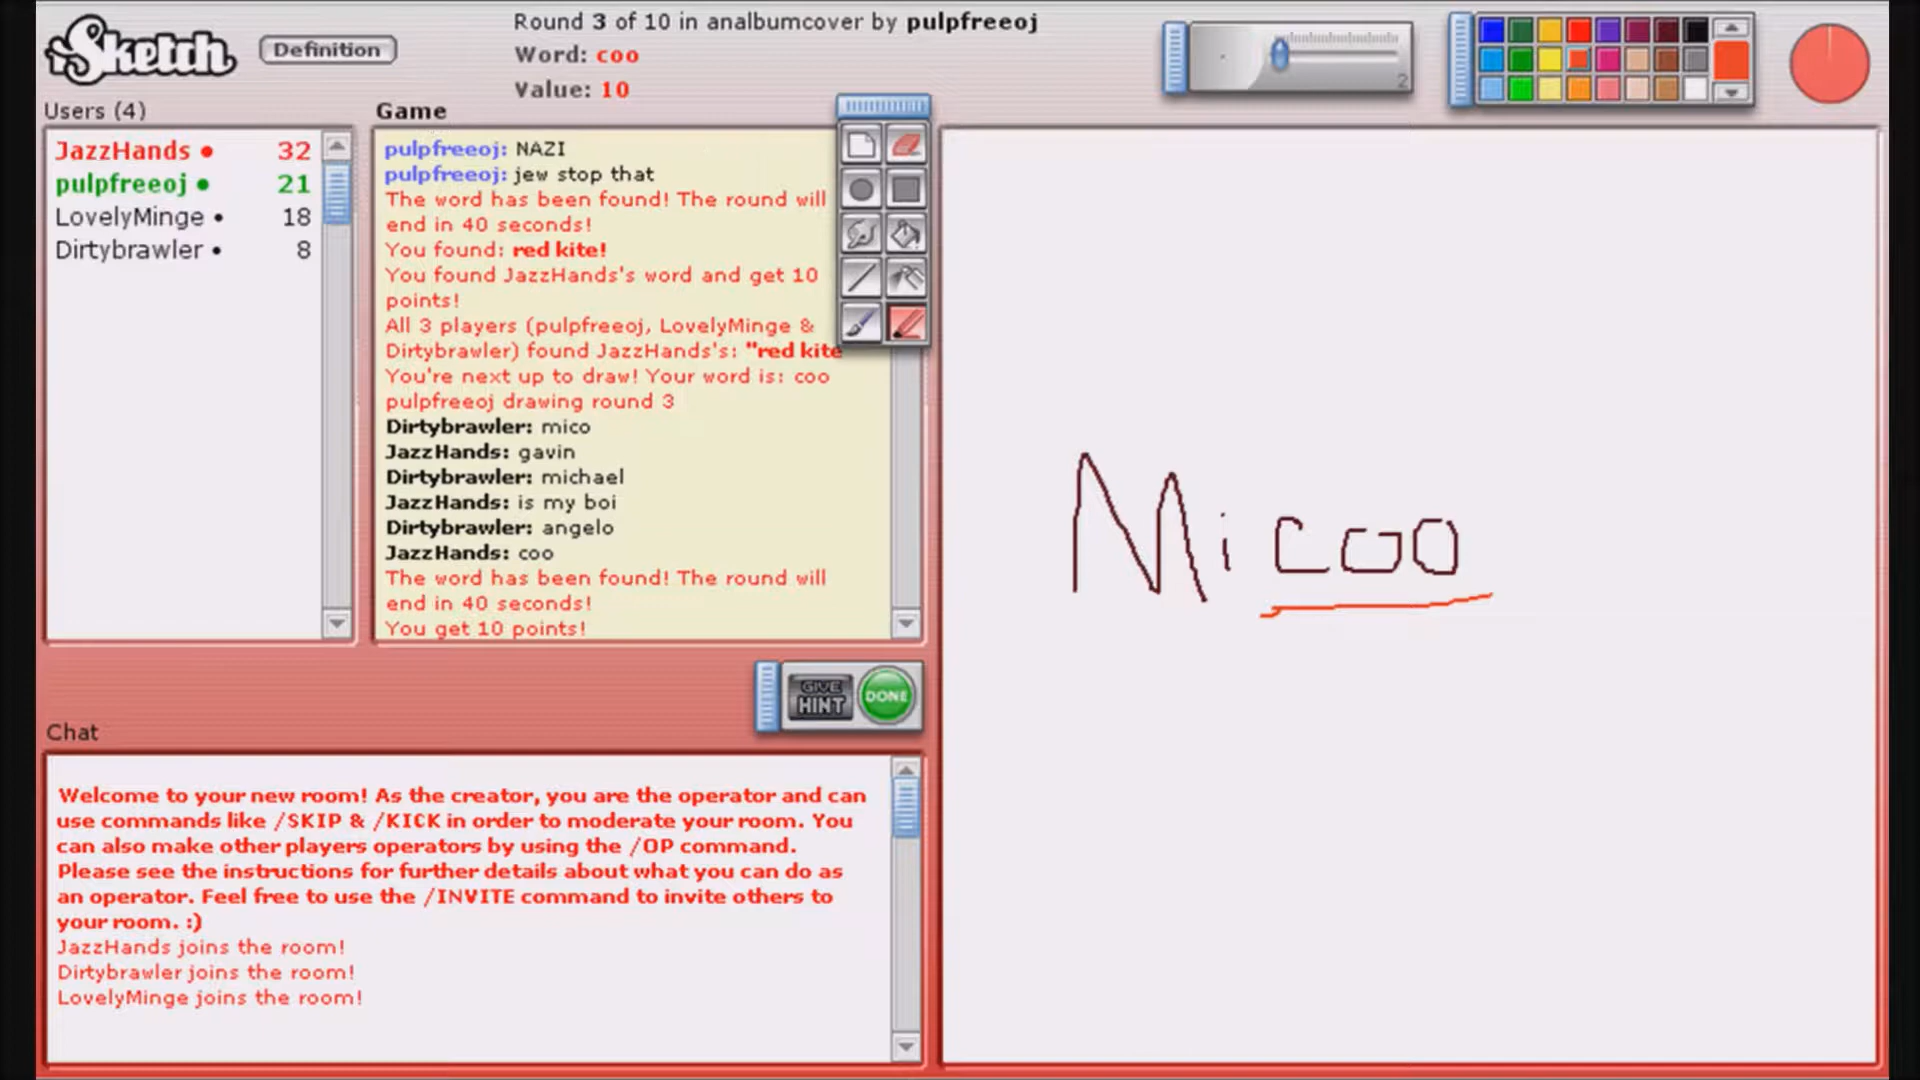 iSketch
Definition
Round 3 of 10 in analbumcover by pulpfreeoj
Word: coo
Value: 10
2
Users (4)
JazzHands • 32
pulpfreeoj • 21
LovelyMinge • 18
Dirtybrawler • 8
Game
pulpfreeoj: NAZI
pulpfreeoj: jew stop that
The word has been found! The round will
end in 40 seconds!
You found: red kite!
You found JazzHands's word and get 10
points!
All 3 players (pulpfreeoj, LovelyMinge &
Dirtybrawler) found JazzHands's: "red kite
You're next up to draw! Your word is: coo
pulpfreeoj drawing round 3
Dirtybrawler: mico
JazzHands: gavin
Dirtybrawler: michael
JazzHands: is my boi
Dirtybrawler: angelo
JazzHands: coo
The word has been found! The round will
end in 40 seconds!
You get 10 points!
GIVE
HINT
DONE
Micoo
Chat
Welcome to your new room! As the creator, you are the operator and can
use commands like /SKIP & /KICK in order to moderate your room. You
can also make other players operators by using the /OP command.
Please see the instructions for further details about what you can do as
an operator. Feel free to use the /INVITE command to invite others to
your room. :)
JazzHands joins the room!
Dirtybrawler joins the room!
LovelyMinge joins the room!